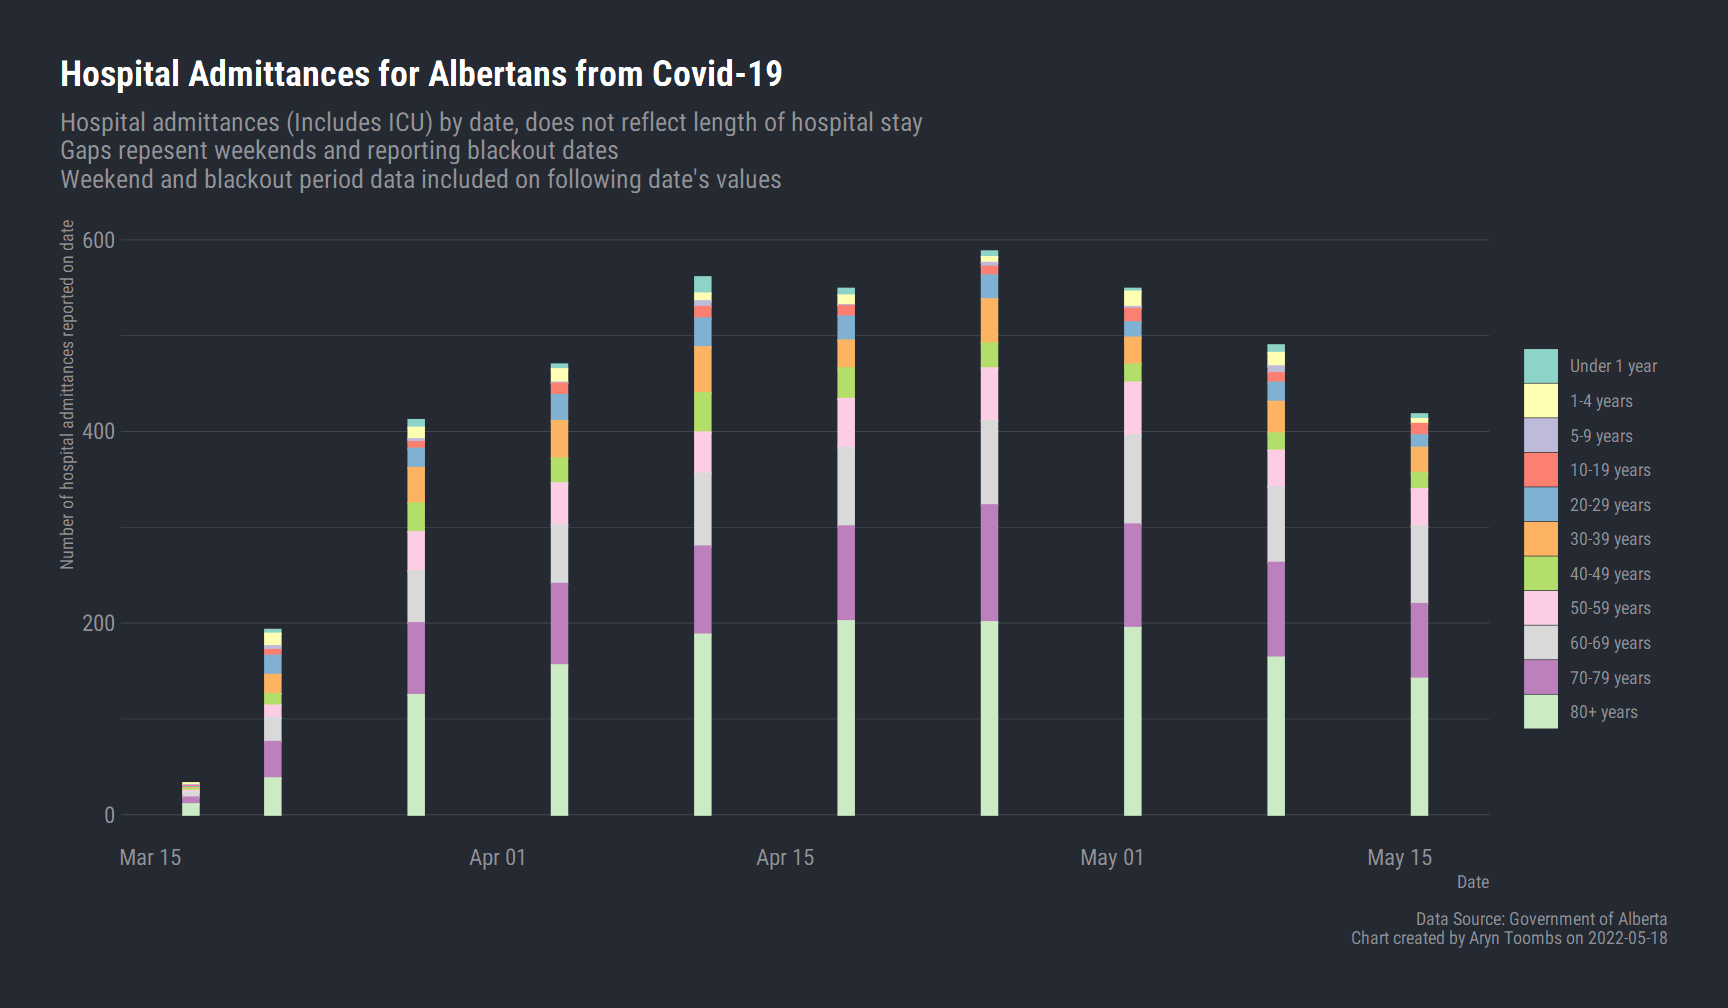 Hospital Admittances for Albertans from Covid-19
Hospital admittances (Includes ICU) by date, does not reflect length of hospital stay
Gaps repesent weekends and reporting blackout dates
Weekend and blackout period data included on following date's values
Number of hospital admittances reported on date
600
400
200
0
Mar 15
Apr 01
Apr 15
May 01
May 15
Date
Under 1 year
1-4 years
5-9 years
10-19 years
20-29 years
30-39 years
40-49 years
50-59 years
60-69 years
70-79 years
80+ years
Data Source: Government of Alberta
Chart created by Aryn Toombs on 2022-05-18